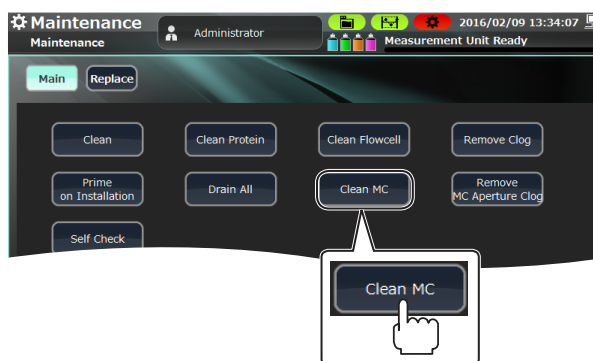 Maintenance
Maintenance
Administrator
2016/02/09 13:34:07
Measurement Unit Ready
Main
Replace
Clean
Clean Protein
Clean Flowcell
Remove Clog
Prime
on Installation
Drain All
Clean MC
Remove
MC Aperture Clog
Self Check
Clean MC